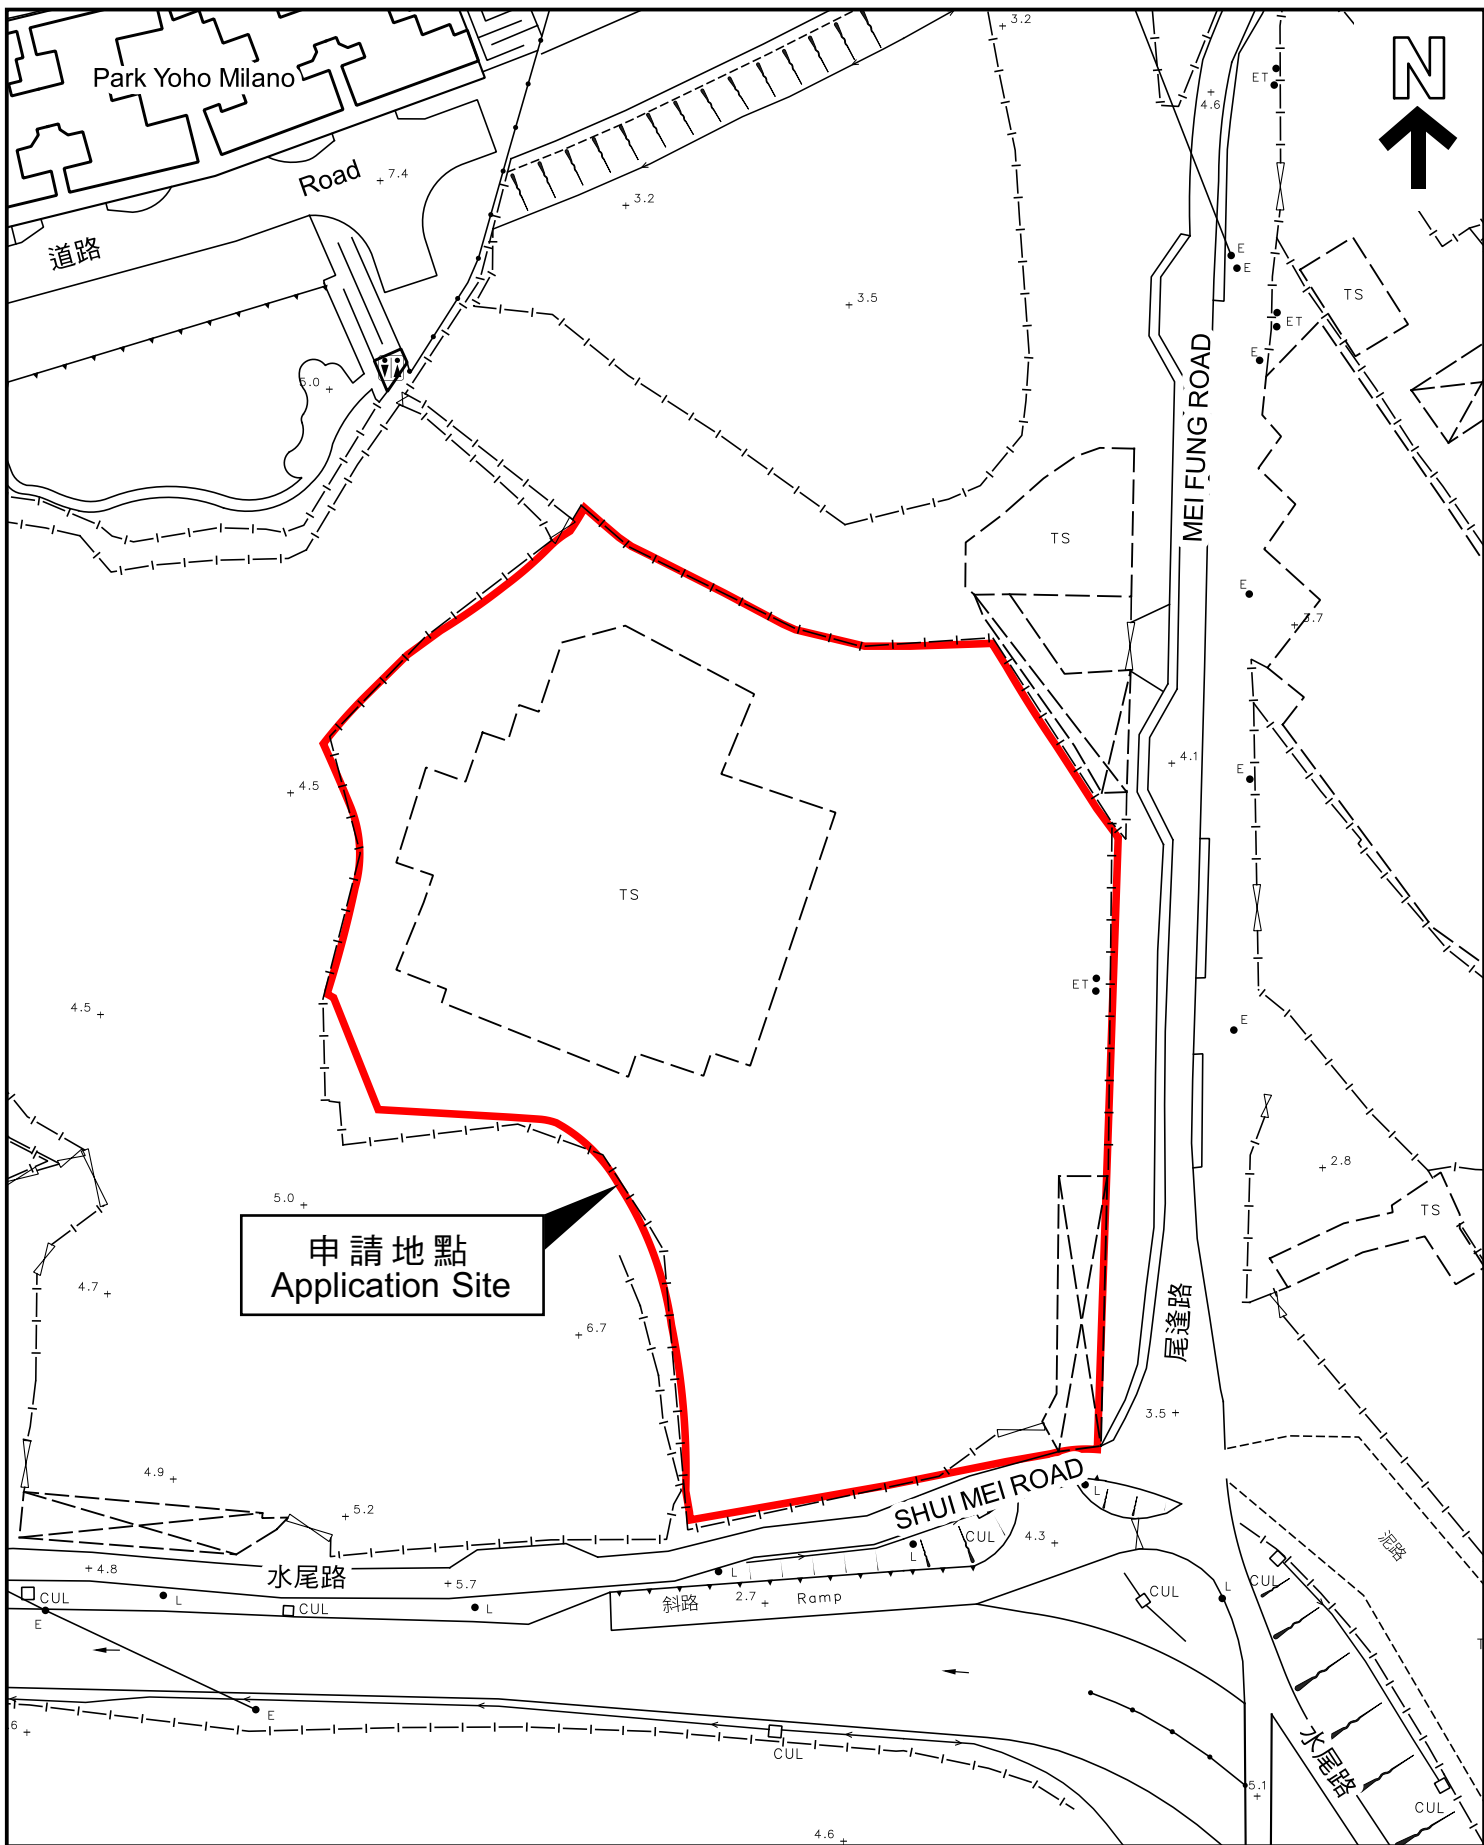 3.2
N
Park Yoho Milano
ET
4.6
Road
7.4
3.2
道路
E
E
TS
3.5
ET
MEI FUNG ROAD
E
5.0
TS
E
3.7
4.1
E
4.5
TS
ET
4.5
E
2.8
5.0
TS
申請地點
Application Site
4.7
尾逢路
6.7
3.5
4.9
SHUI MEI ROAD
L
5.2
CUL
4.3
泥路
4.8
水尾路
5.7
L
L
CUL
CUL
L
CUL
L
CUL
L
E
斜路
2.7
Ramp
E
水尾路
CUL
5.1
CUL
4.6